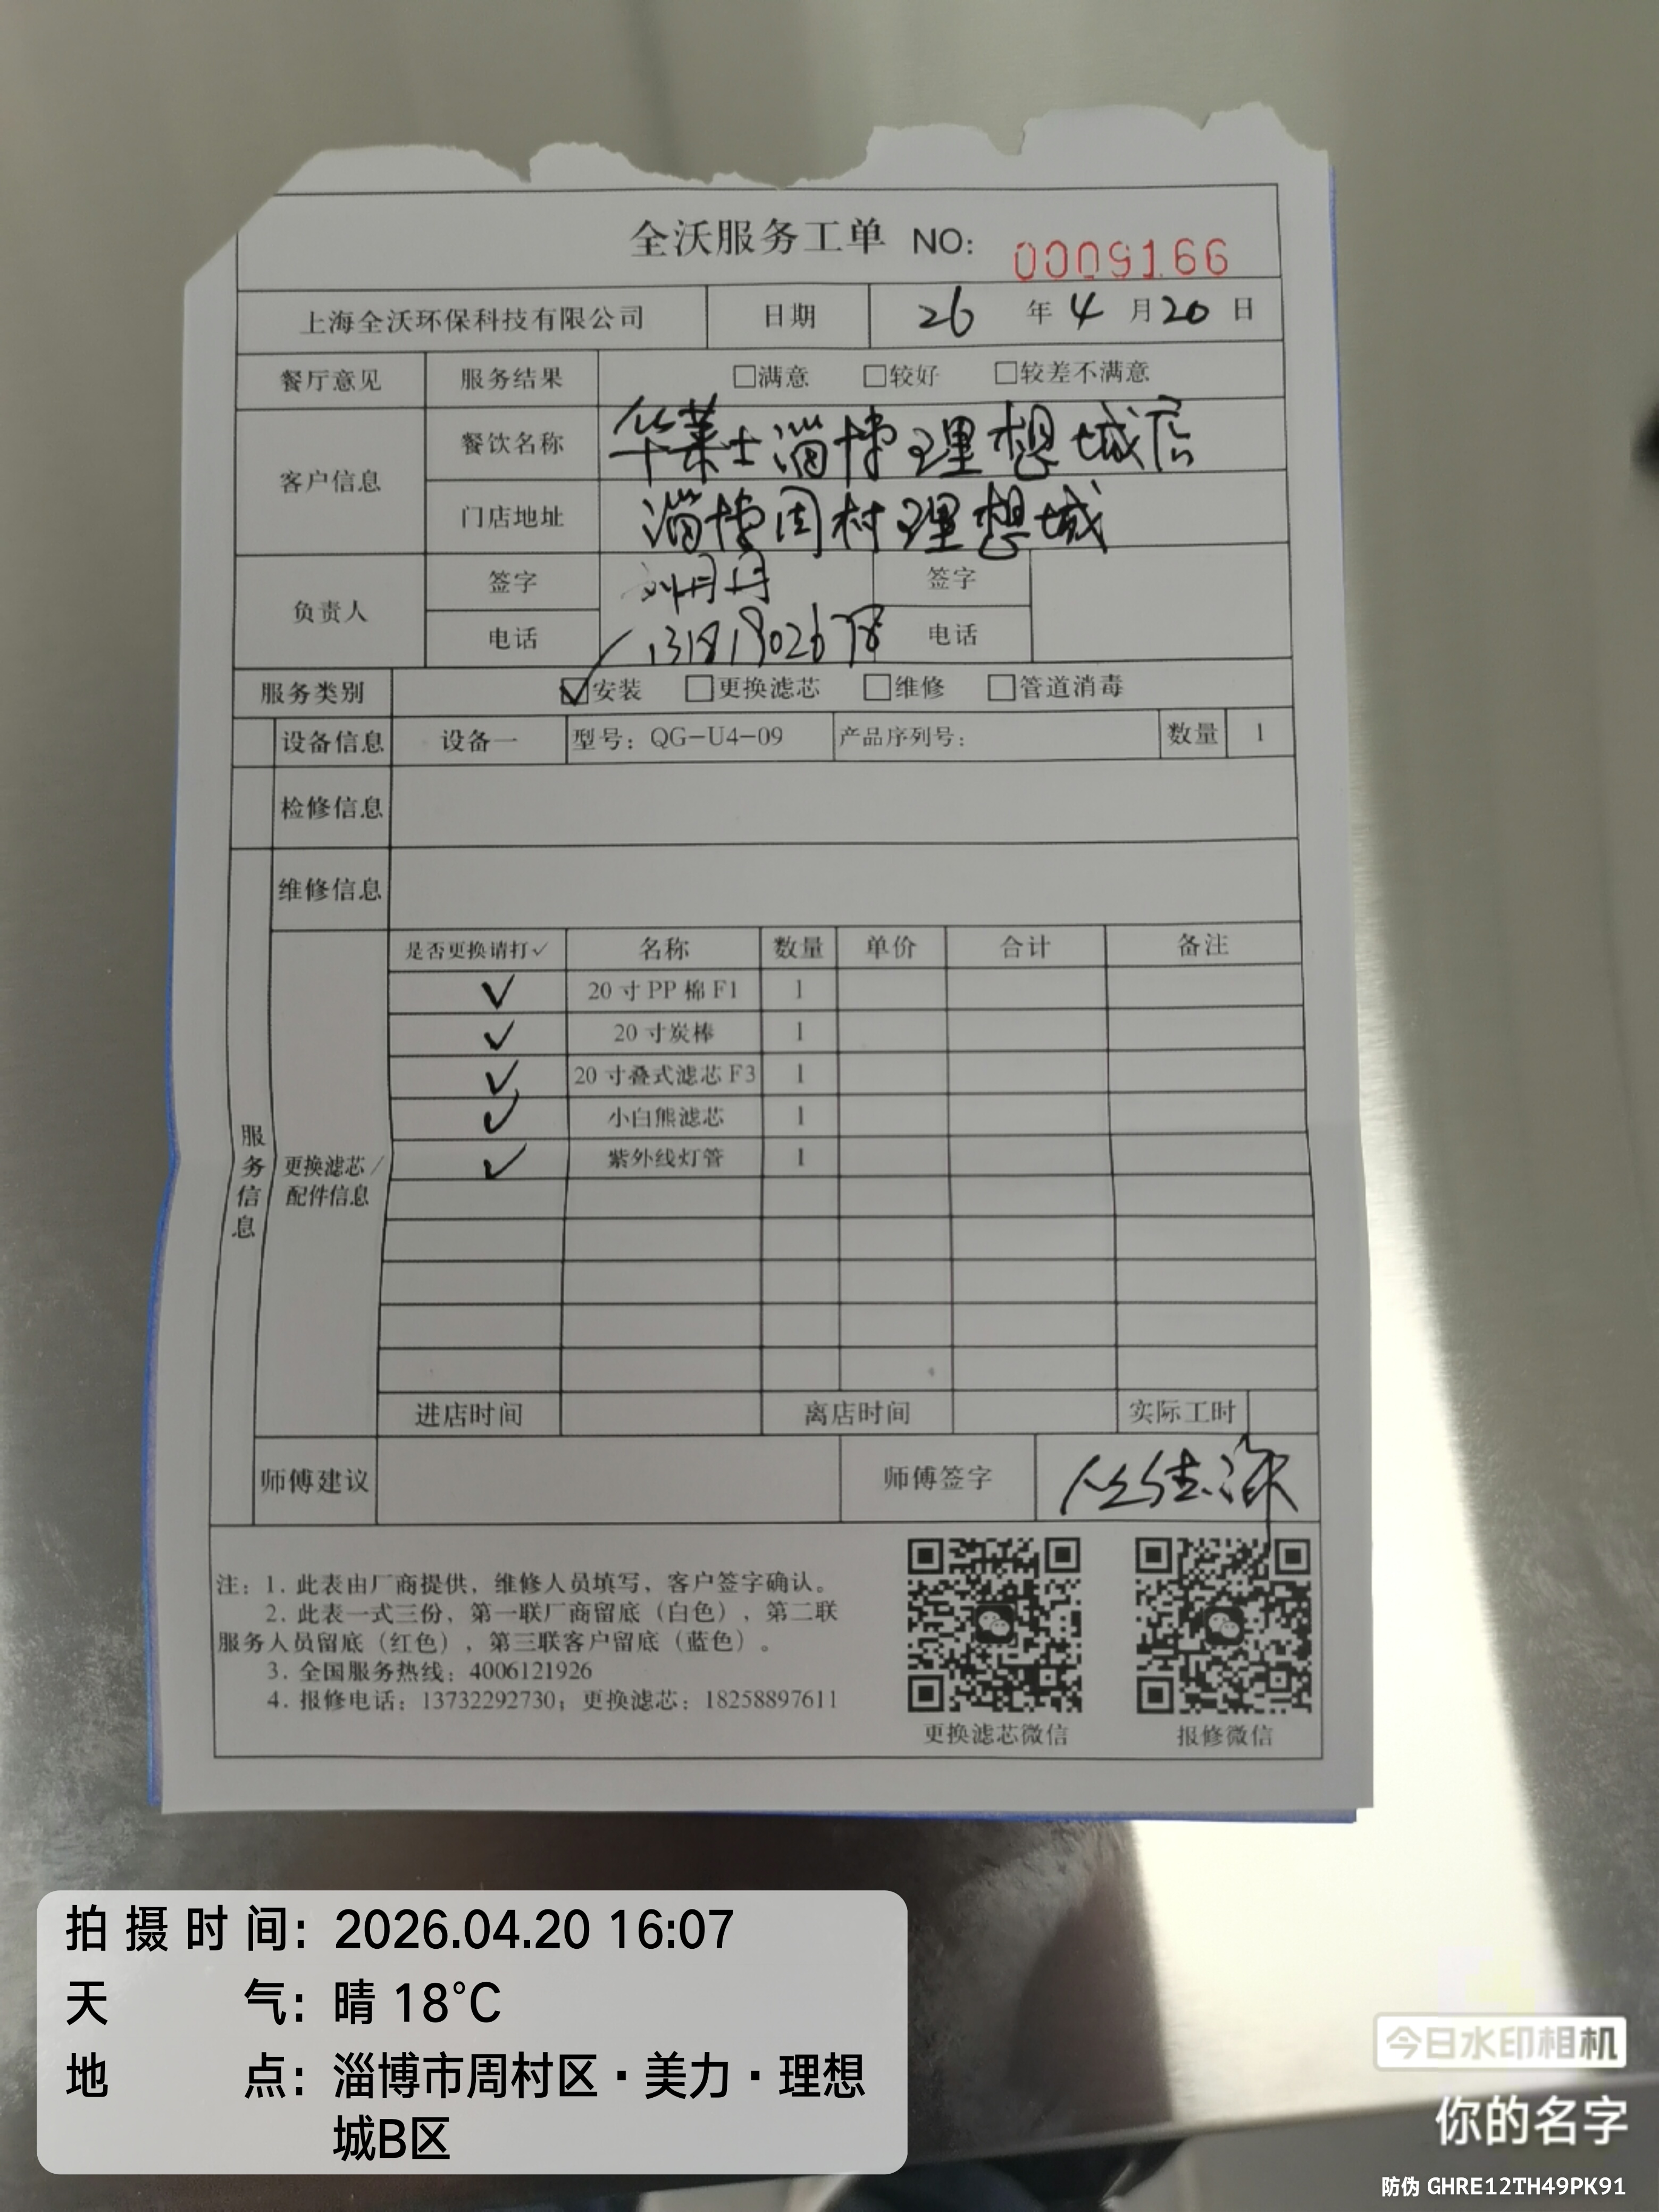 全沃服务工单 NO: 0009166
上海全沃环保科技有限公司 日期 26 年 4 月 20 日
餐厅意见 服务结果 □满意 □较好 □较差不满意
客户信息 餐饮名称 华莱士淄博理想城店
门店地址 淄博周村理想城
负责人 签字 刘丹丹 签字
电话 13181902678 电话
服务类别 ☑安装 □更换滤芯 □维修 □管道消毒
设备信息 设备一 型号：QG-U4-09 产品序列号： 数量 1
检修信息
维修信息
服务信息
更换滤芯/配件信息
是否更换请打✓ 名称 数量 单价 合计 备注
✓ 20寸PP棉F1 1
✓ 20寸炭棒 1
✓ 20寸叠式滤芯F3 1
✓ 小白熊滤芯 1
✓ 紫外线灯管 1
进店时间 离店时间 实际工时
师傅建议 师傅签字
注：1. 此表由厂商提供，维修人员填写，客户签字确认。
2. 此表一式三份，第一联厂商留底（白色），第二联
服务人员留底（红色），第三联客户留底（蓝色）。
3. 全国服务热线：4006121926
4. 报修电话：13732292730；更换滤芯：18258897611
更换滤芯微信 报修微信
拍摄时间：2026.04.20 16:07
天气：晴 18°C
地点：淄博市周村区·美力·理想
城B区
今日水印相机
你的名字
防伪 GHRE12TH49PK91